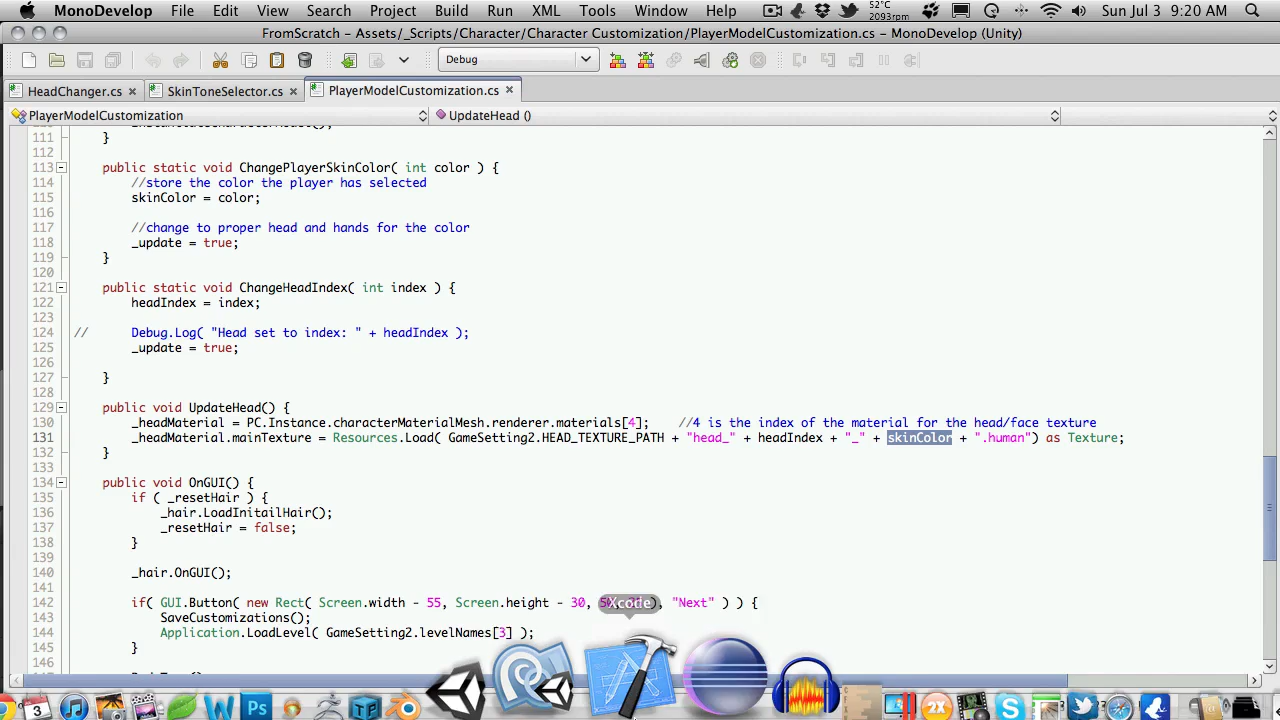 MonoDevelop File Edit View Search Project Build Run XML Tools Window Help 52°C 2093rpm Sun Jul 3 9:20 AM
FromScratch – Assets/_Scripts/Character/Character Customization/PlayerModelCustomization.cs – MonoDevelop (Unity)
Debug
HeadChanger.cs SkinToneSelector.cs PlayerModelCustomization.cs
PlayerModelCustomization UpdateHead ()
111 }
112
113 public static void ChangePlayerSkinColor( int color ) {
114 //store the color the player has selected
115 skinColor = color;
116
117 //change to proper head and hands for the color
118 _update = true;
119 }
120
121 public static void ChangeHeadIndex( int index ) {
122 headIndex = index;
123
124 // Debug.Log( "Head set to index: " + headIndex );
125 _update = true;
126
127 }
128
129 public void UpdateHead() {
130 _headMaterial = PC.Instance.characterMaterialMesh.renderer.materials[4]; //4 is the index of the material for the head/face texture
131 _headMaterial.mainTexture = Resources.Load( GameSetting2.HEAD_TEXTURE_PATH + "head_" + headIndex + "_" + skinColor + ".human") as Texture;
132 }
133
134 public void OnGUI() {
135 if ( _resetHair ) {
136 _hair.LoadInitailHair();
137 _resetHair = false;
138 }
139
140 _hair.OnGUI();
141
142 if( GUI.Button( new Rect( Screen.width - 55, Screen.height - 30, Xcode ), "Next" ) ) {
143 SaveCustomizations();
144 Application.LoadLevel( GameSetting2.levelNames[3] );
145 }
146
3 W Ps 2X S